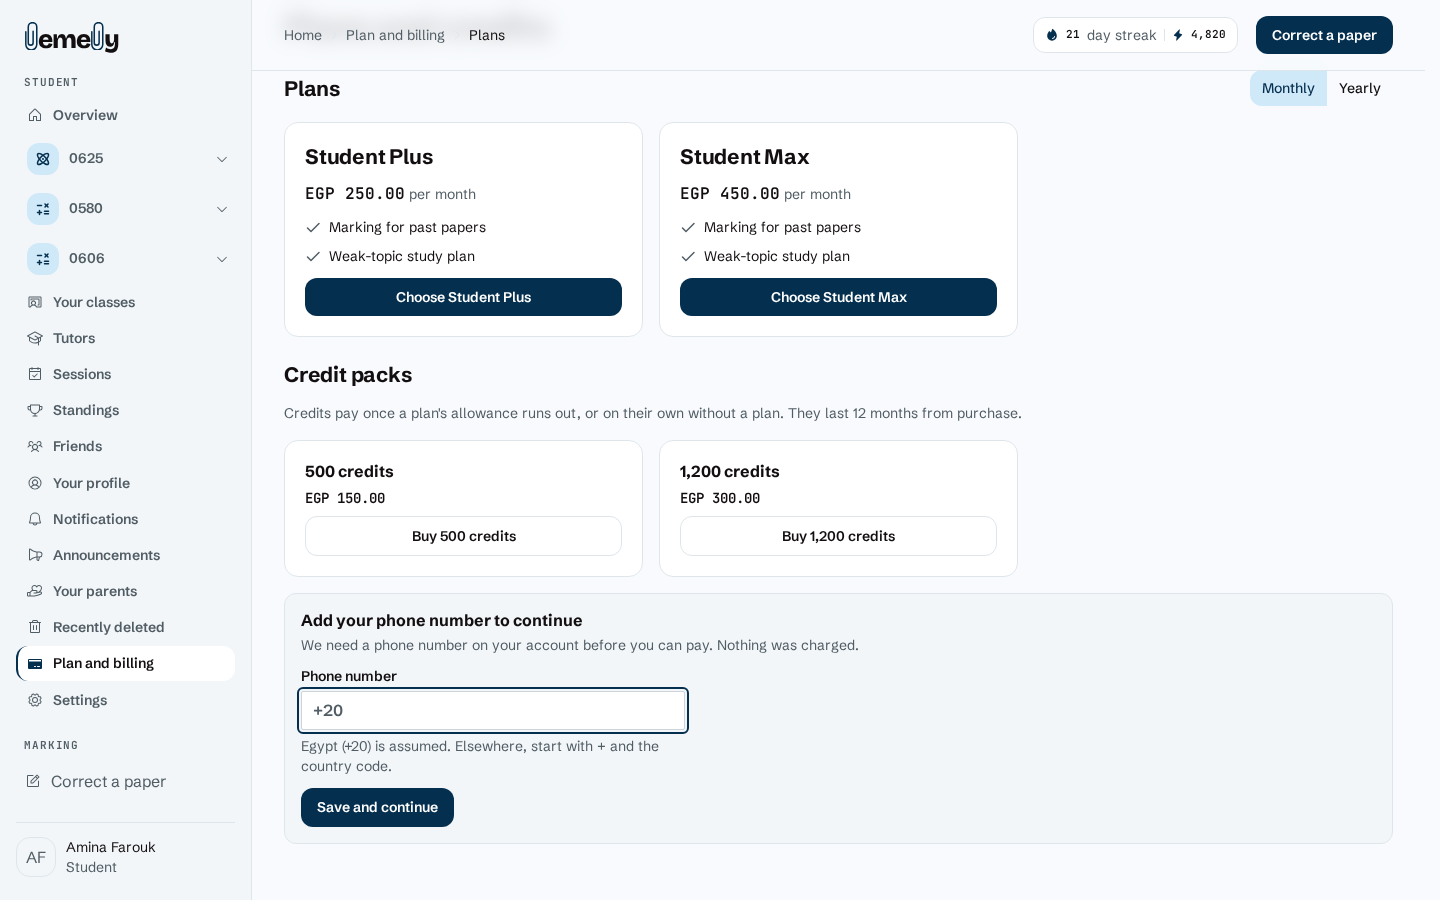 lemelly
STUDENT
Overview
0625
0580
0606
Your classes
Tutors
Sessions
Standings
Friends
Your profile
Notifications
Announcements
Your parents
Recently deleted
Plan and billing
Settings
MARKING
Correct a paper
AF
Amina Farouk
Student
Home Plan and billing Plans
21 day streak 4,820
Correct a paper
Plans
Monthly Yearly
Student Plus
EGP 250.00 per month
Marking for past papers
Weak-topic study plan
Choose Student Plus
Student Max
EGP 450.00 per month
Marking for past papers
Weak-topic study plan
Choose Student Max
Credit packs
Credits pay once a plan's allowance runs out, or on their own without a plan. They last 12 months from purchase.
500 credits
EGP 150.00
Buy 500 credits
1,200 credits
EGP 300.00
Buy 1,200 credits
Add your phone number to continue
We need a phone number on your account before you can pay. Nothing was charged.
Phone number
+20
Egypt (+20) is assumed. Elsewhere, start with + and the
country code.
Save and continue